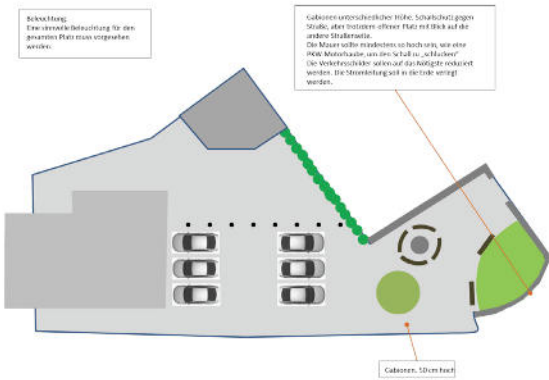 Beleuchtung:
Eine sinnvolle Beleuchtung für den
gesamten Platz muss vorgesehen
werden.
Gabionen unterschiedlicher Höhe. Schallschutz gegen
Straße, aber trotzdem offener Platz mit Blick auf die
andere Straßenseite.
Die Mauer sollte mindestens so hoch sein, wie eine
PKW-Motorhaube, um den Schall zu „schlucken“
Die Verkehrsschilder sollen auf das Nötigste reduziert
werden. Die Stromleitung soll in die Erde verlegt
werden.
Gabionen, 50 cm hoch